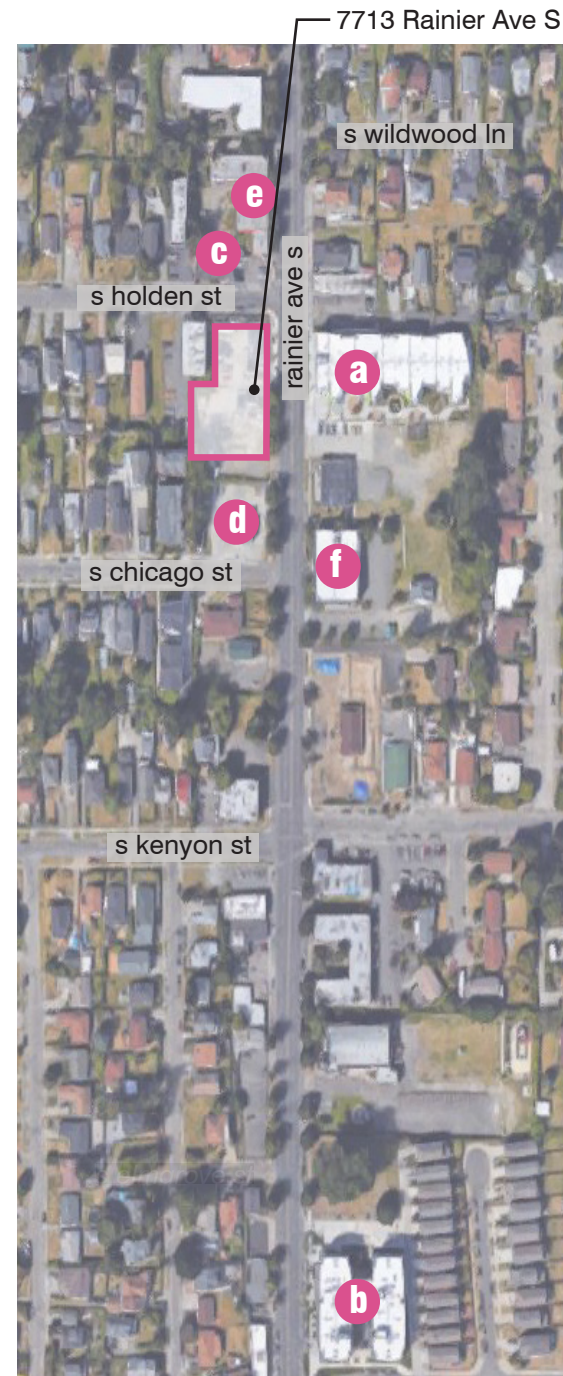 7713 Rainier Ave S
s wildwood ln
e
c
s holden st
rainier ave s
a
d
f
s chicago st
s kenyon st
b